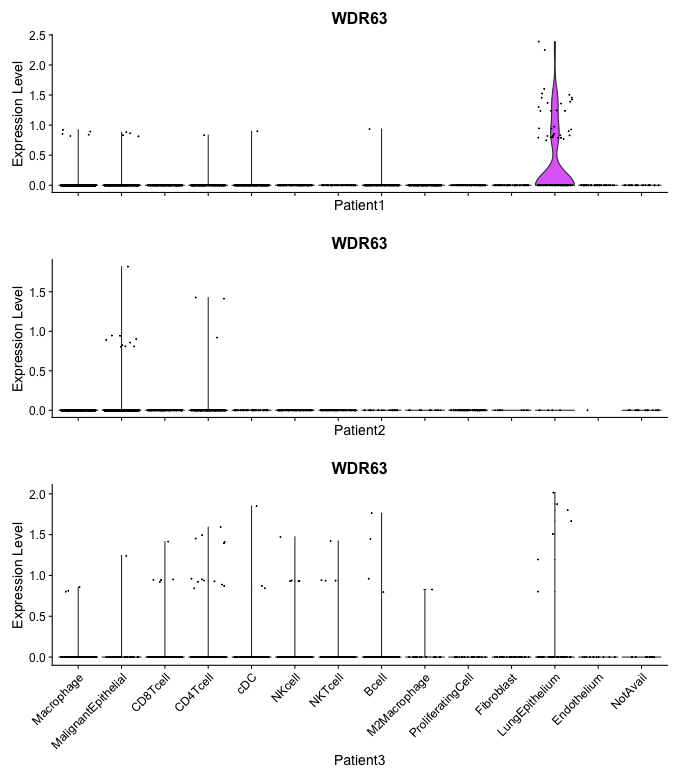 WDR63
Expression Level
2.5
2.0
1.5
1.0
0.5
0.0
Patient1
WDR63
Expression Level
1.5
1.0
0.5
0.0
Patient2
WDR63
Expression Level
2.0
1.5
1.0
0.5
0.0
Macrophage
MalignantEpithelial
CD8Tcell
CD4Tcell
cDC
NKcell
NKTcell
Bcell
M2Macrophage
ProliferatingCell
Fibroblast
LungEpithelium
Endothelium
NotAvail
Patient3